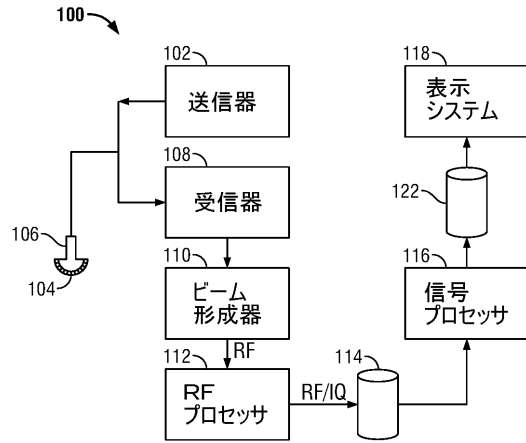 100
102
送信器
108
受信器
106
104
110
ビーム
形成器
RF
112
RF
プロセッサ
RF/IQ
114
116
信号
プロセッサ
122
118
表示
システム